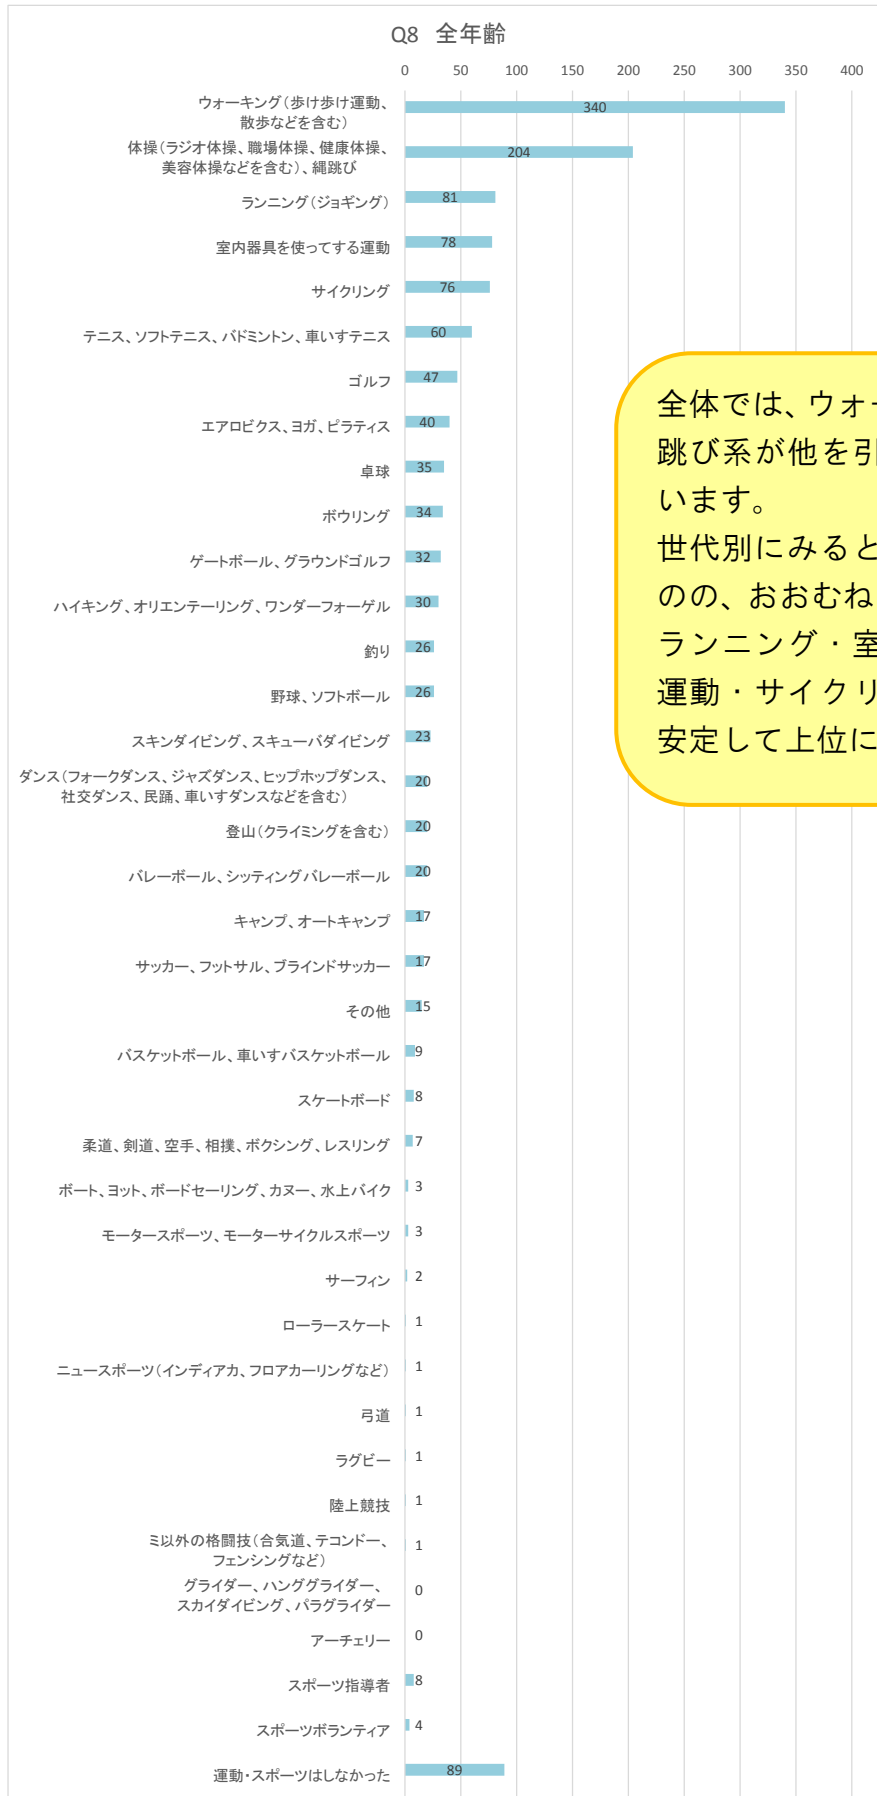 Q8 全年齢
0 50 100 150 200 250 300 350 400
ウォーキング（歩け歩け運動、
散歩などを含む）
340
体操（ラジオ体操、職場体操、健康体操、
美容体操などを含む）、縄跳び
204
ランニング（ジョギング） 81
室内器具を使ってする運動 78
サイクリング 76
テニス、ソフトテニス、バドミントン、車いすテニス 60
ゴルフ 47
エアロビクス、ヨガ、ピラティス 40
卓球 35
ボウリング 34
ゲートボール、グラウンドゴルフ 32
ハイキング、オリエンテーリング、ワンダーフォーゲル 30
釣り 26
野球、ソフトボール 26
スキンダイビング、スキューバダイビング 23
ダンス（フォークダンス、ジャズダンス、ヒップホップダンス、
社交ダンス、民踊、車いすダンスなどを含む）
20
登山（クライミングを含む） 20
バレーボール、シッティングバレーボール 20
キャンプ、オートキャンプ 17
サッカー、フットサル、ブラインドサッカー 17
その他 15
バスケットボール、車いすバスケットボール 9
スケートボード 8
柔道、剣道、空手、相撲、ボクシング、レスリング 7
ボート、ヨット、ボードセーリング、カヌー、水上バイク 3
モータースポーツ、モーターサイクルスポーツ 3
サーフィン 2
ローラースケート 1
ニュースポーツ（インディアカ、フロアカーリングなど） 1
弓道 1
ラグビー 1
陸上競技 1
ミ以外の格闘技（合気道、テコンドー、
フェンシングなど）
1
グライダー、ハンググライダー、
スカイダイビング、パラグライダー
0
アーチェリー 0
スポーツ指導者 8
スポーツボランティア 4
運動・スポーツはしなかった 89
全体では、ウォー
跳び系が他を引
います。
世代別にみると
のの、おおむね
ランニング・室
運動・サイクリ
安定して上位に